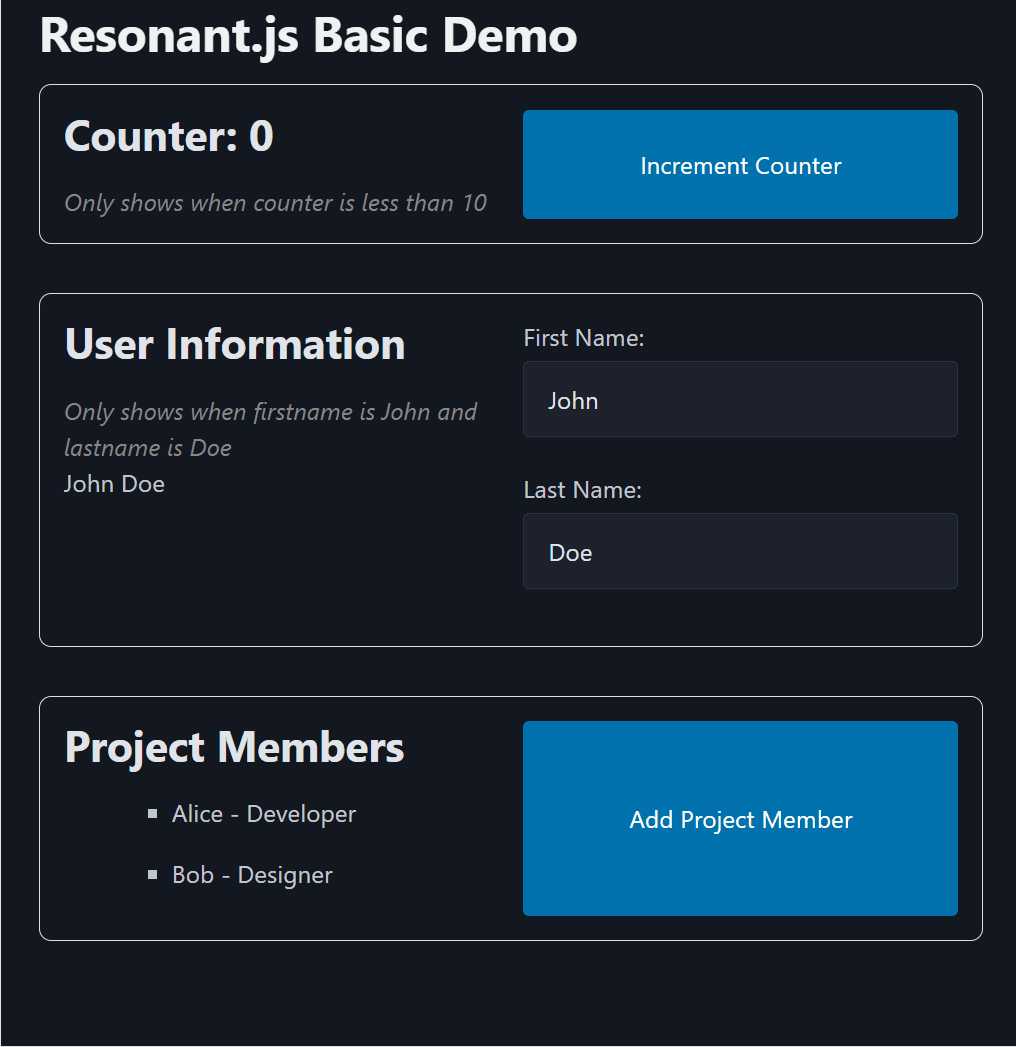 Resonant.js Basic Demo
Counter: 0
Only shows when counter is less than 10
Increment Counter
User Information
Only shows when firstname is John and
lastname is Doe
John Doe
First Name:
John
Last Name:
Doe
Project Members
Alice - Developer
Bob - Designer
Add Project Member